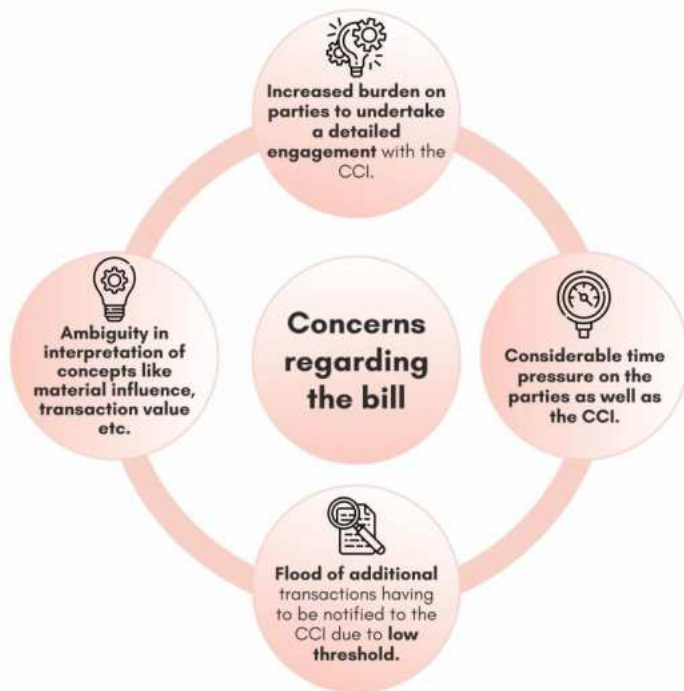 Increased burden on
parties to undertake
a detailed
engagement with the
CCI.
Concerns
regarding
the bill
Considerable time
pressure on the
parties as well as
the CCI.
Flood of additional
transactions having
to be notified to the
CCI due to low
threshold.
Ambiguity in
interpretation of
concepts like
material influence,
transaction value
etc.